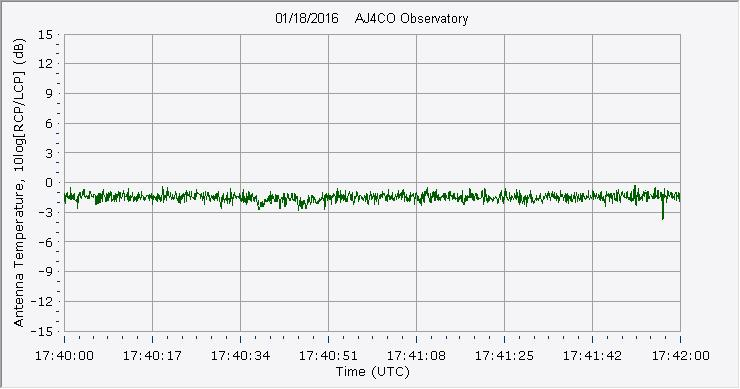 01/18/2016 AJ4CO Observatory
Antenna Temperature, 10log[RCP/LCP] (dB)
15
12
9
6
3
0
-3
-6
-9
-12
-15
17:40:00 17:40:17 17:40:34 17:40:51 17:41:08 17:41:25 17:41:42 17:42:00
Time (UTC)